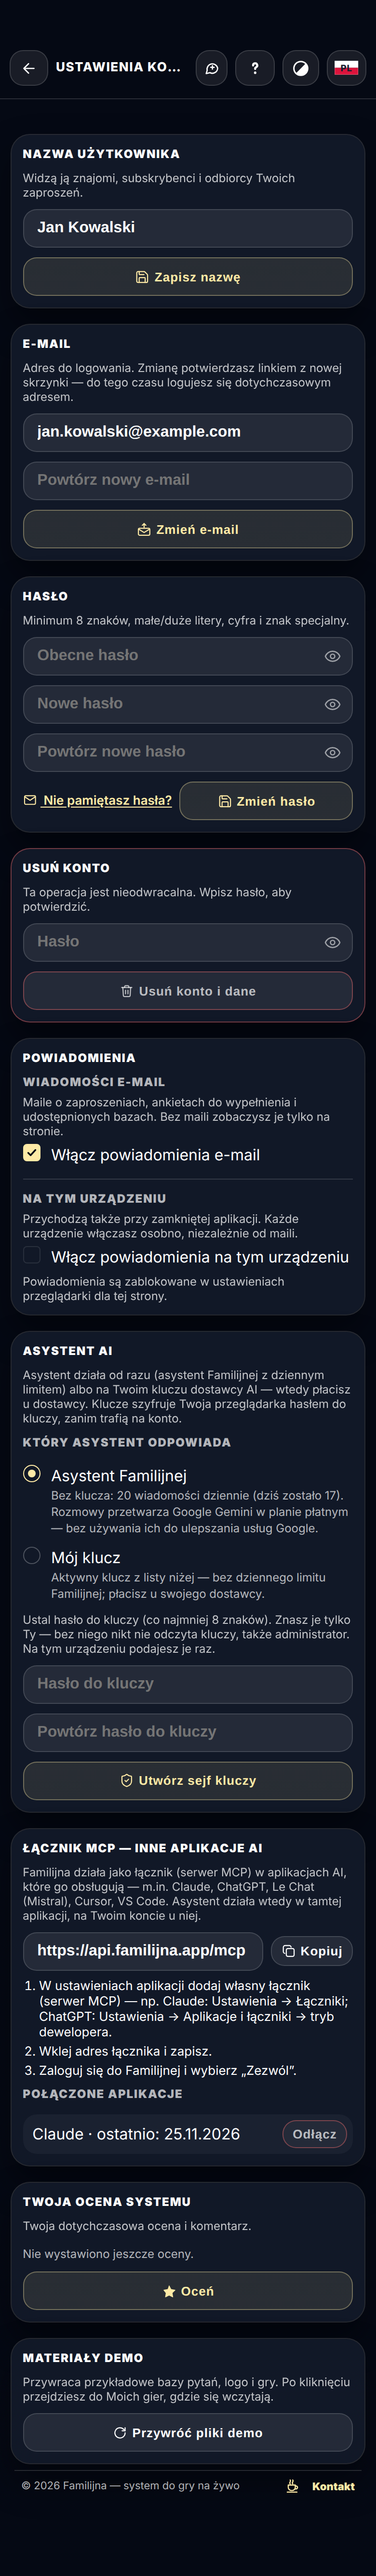 USTAWIENIA KO...
PL
NAZWA UŻYTKOWNIKA
Widzą ją znajomi, subskrybenci i odbiorcy Twoich
zaproszeń.
Jan Kowalski
Zapisz nazwę
E-MAIL
Adres do logowania. Zmianę potwierdzasz linkiem z nowej
skrzynki — do tego czasu logujesz się dotychczasowym
adresem.
jan.kowalski@example.com
Powtórz nowy e-mail
Zmień e-mail
HASŁO
Minimum 8 znaków, małe/duże litery, cyfra i znak specjalny.
Obecne hasło
Nowe hasło
Powtórz nowe hasło
Nie pamiętasz hasła?
Zmień hasło
USUŃ KONTO
Ta operacja jest nieodwracalna. Wpisz hasło, aby
potwierdzić.
Hasło
Usuń konto i dane
POWIADOMIENIA
WIADOMOŚCI E-MAIL
Maile o zaproszeniach, ankietach do wypełnienia i
udostępnionych bazach. Bez maili zobaczysz je tylko na
stronie.
Włącz powiadomienia e-mail
NA TYM URZĄDZENIU
Przychodzą także przy zamkniętej aplikacji. Każde
urządzenie włączasz osobno, niezależnie od maili.
Włącz powiadomienia na tym urządzeniu
Powiadomienia są zablokowane w ustawieniach
przeglądarki dla tej strony.
ASYSTENT AI
Asystent działa od razu (asystent Familijnej z dziennym
limitem) albo na Twoim kluczu dostawcy AI — wtedy płacisz
u dostawcy. Klucze szyfruje Twoja przeglądarka hasłem do
kluczy, zanim trafią na konto.
KTÓRY ASYSTENT ODPOWIADA
Asystent Familijnej
Bez klucza: 20 wiadomości dziennie (dziś zostało 17).
Rozmowy przetwarza Google Gemini w planie płatnym
— bez używania ich do ulepszania usług Google.
Mój klucz
Aktywny klucz z listy niżej — bez dziennego limitu
Familijnej; płacisz u swojego dostawcy.
Ustal hasło do kluczy (co najmniej 8 znaków). Znasz je tylko
Ty — bez niego nikt nie odczyta kluczy, także administrator.
Na tym urządzeniu podajesz je raz.
Hasło do kluczy
Powtórz hasło do kluczy
Utwórz sejf kluczy
ŁĄCZNIK MCP — INNE APLIKACJE AI
Familijna działa jako łącznik (serwer MCP) w aplikacjach AI,
które go obsługują — m.in. Claude, ChatGPT, Le Chat
(Mistral), Cursor, VS Code. Asystent działa wtedy w tamtej
aplikacji, na Twoim koncie u niej.
https://api.familijna.app/mcp
Kopiuj
1. W ustawieniach aplikacji dodaj własny łącznik
(serwer MCP) — np. Claude: Ustawienia → Łączniki;
ChatGPT: Ustawienia → Aplikacje i łączniki → tryb
dewelopera.
2. Wklej adres łącznika i zapisz.
3. Zaloguj się do Familijnej i wybierz „Zezwól”.
POŁĄCZONE APLIKACJE
Claude · ostatnio: 25.11.2026
Odłącz
TWOJA OCENA SYSTEMU
Twoja dotychczasowa ocena i komentarz.
Nie wystawiono jeszcze oceny.
Oceń
MATERIAŁY DEMO
Przywraca przykładowe bazy pytań, logo i gry. Po kliknięciu
przejdziesz do Moich gier, gdzie się wczytają.
Przywróć pliki demo
© 2026 Familijna — system do gry na żywo
Kontakt